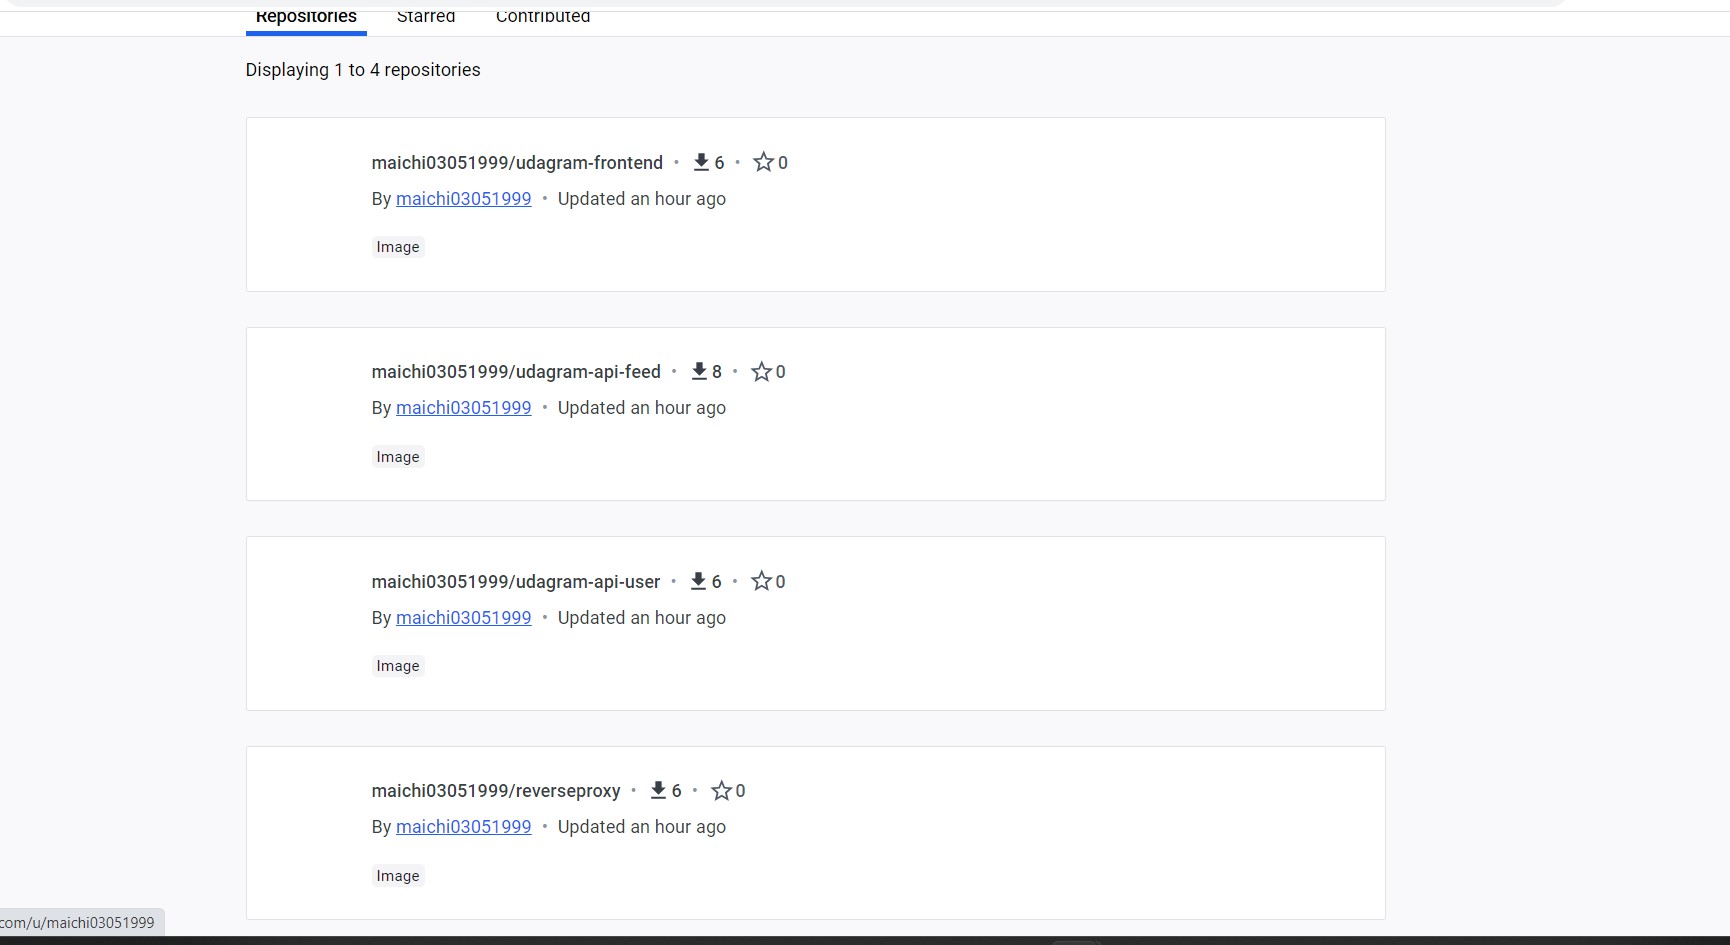 Repositories Starred Contributed
Displaying 1 to 4 repositories
maichi03051999/udagram-frontend • 6 • 0
By maichi03051999 • Updated an hour ago
Image
maichi03051999/udagram-api-feed • 8 • 0
By maichi03051999 • Updated an hour ago
Image
maichi03051999/udagram-api-user • 6 • 0
By maichi03051999 • Updated an hour ago
Image
maichi03051999/reverseproxy • 6 • 0
By maichi03051999 • Updated an hour ago
Image
com/u/maichi03051999